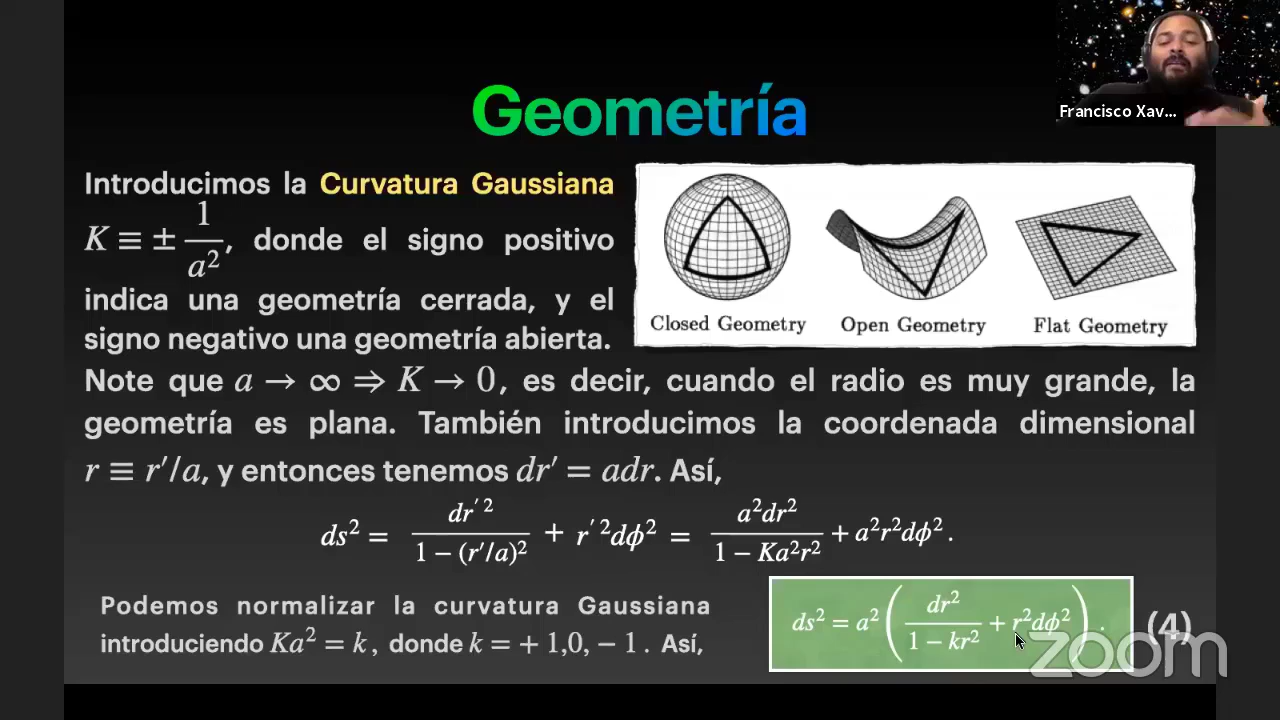 Geometría
Francisco Xav...
Introducimos la Curvatura Gaussiana
K ≡ ± 1/a², donde el signo positivo
indica una geometría cerrada, y el
signo negativo una geometría abierta.
Closed Geometry Open Geometry Flat Geometry
Note que a → ∞ ⇒ K → 0, es decir, cuando el radio es muy grande, la
geometría es plana. También introducimos la coordenada dimensional
r ≡ r′/a, y entonces tenemos dr′ = adr. Así,
ds² = dr′²/(1 − (r′/a)²) + r′²dϕ² = a²dr²/(1 − Ka²r²) + a²r²dϕ².
Podemos normalizar la curvatura Gaussiana
introduciendo Ka² = k, donde k = + 1,0, − 1. Así,
ds² = a²(dr²/(1 − kr²) + r²dϕ²). (4)
zoom